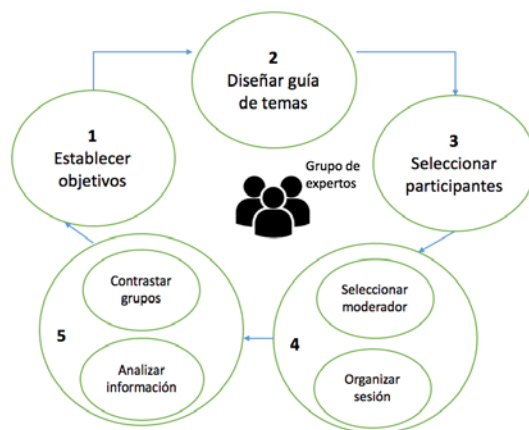 1
Establecer
objetivos
2
Diseñar guía
de temas
3
Seleccionar
participantes
Grupo de
expertos
4
Seleccionar
moderador
Organizar
sesión
5
Contrastar
grupos
Analizar
información